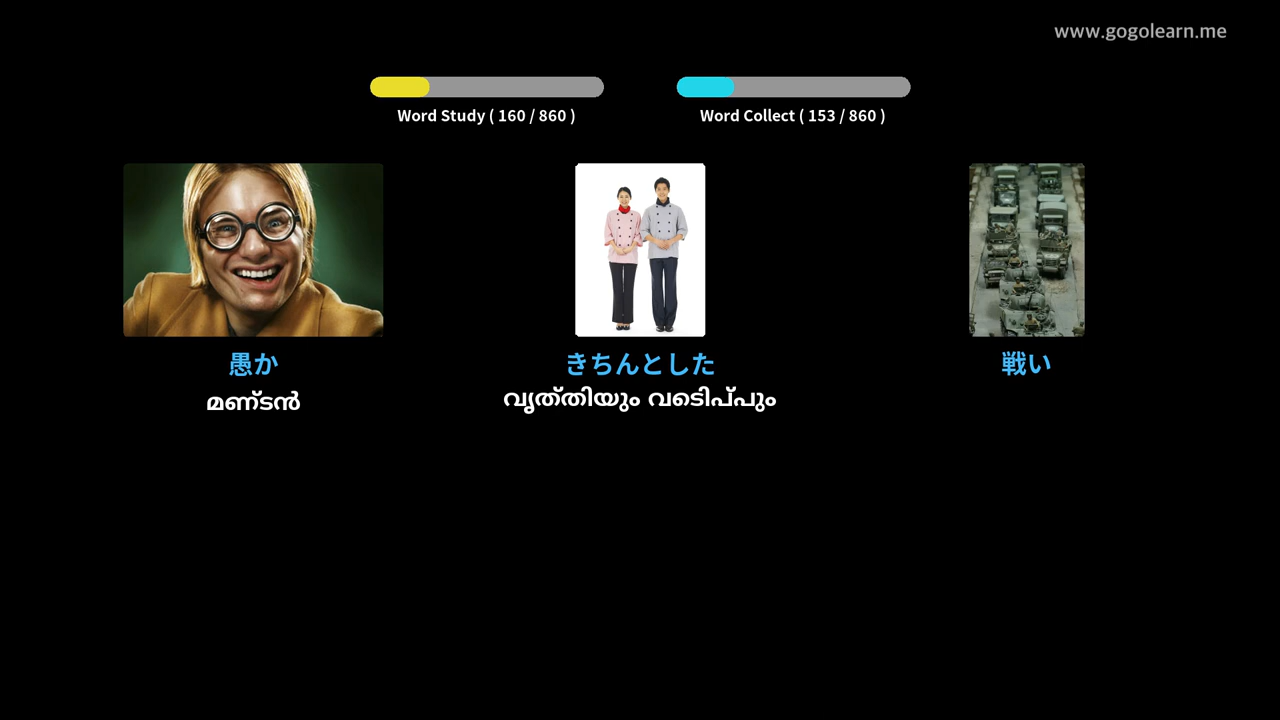 www.gogolearn.me
Word Study ( 160 / 860 )
Word Collect ( 153 / 860 )
愚か
きちんとした
戦い
മണ്ടൻ
വൃത്തിയും വടെിപ്പും